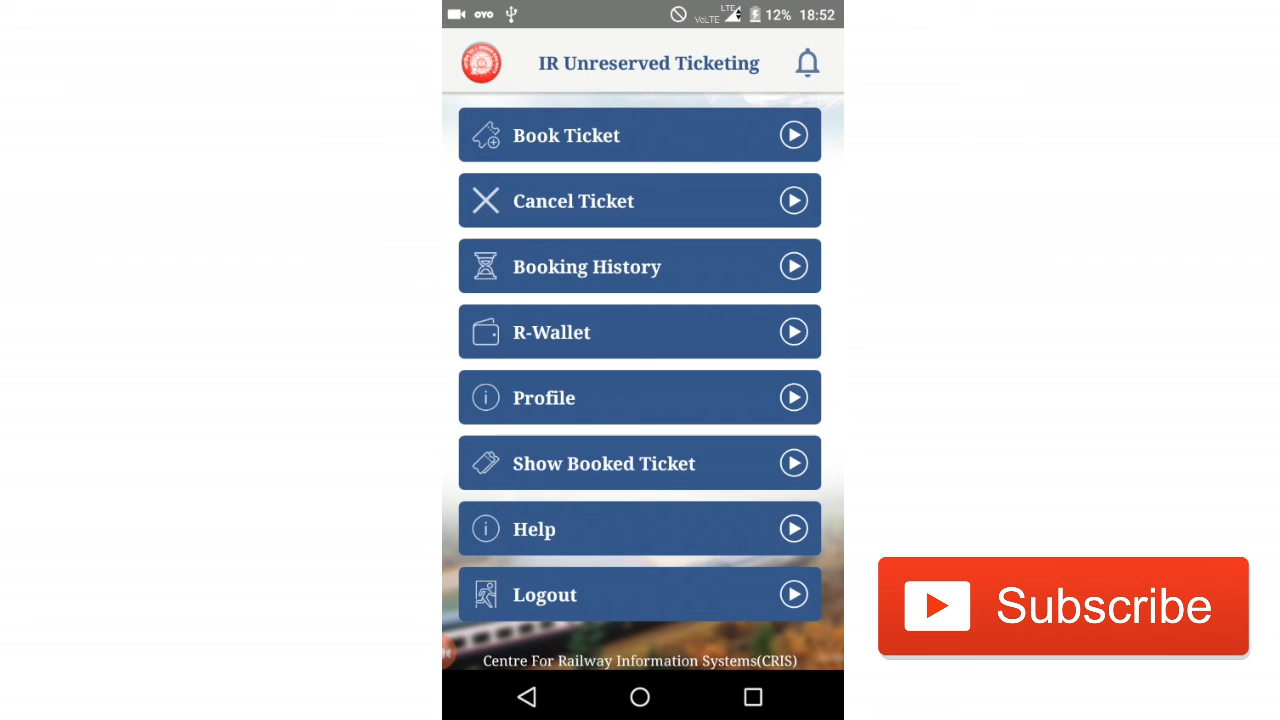 OYO VoLTE LTE 12% 18:52
IR Unreserved Ticketing
Book Ticket
Cancel Ticket
Booking History
R-Wallet
Profile
Show Booked Ticket
Help
Logout
Subscribe
Centre For Railway Information Systems(CRIS)